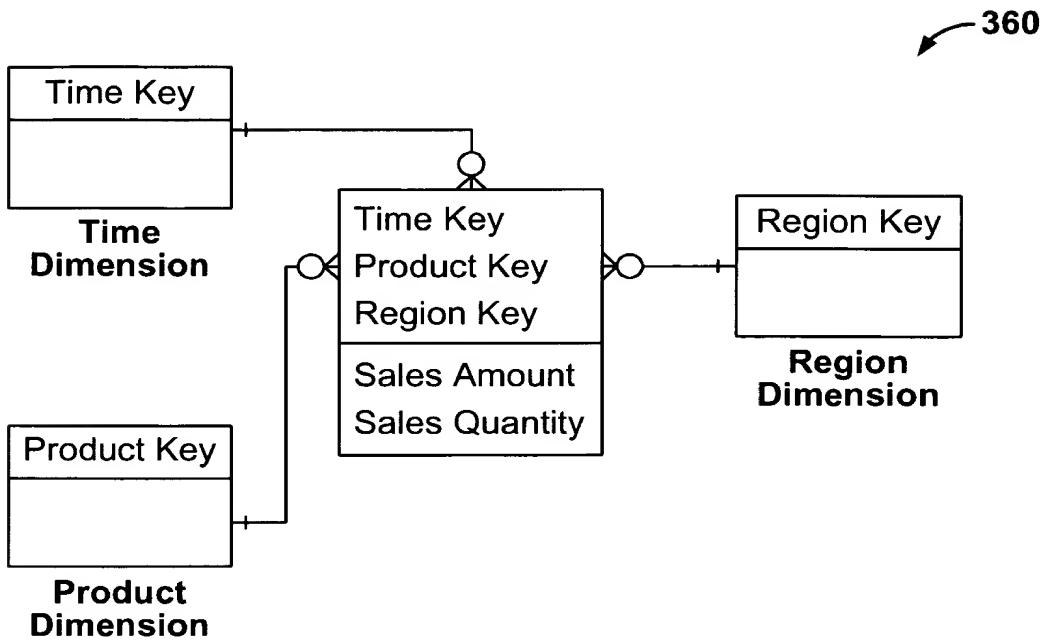 360
Time Key
Time
Dimension
Time Key
Product Key
Region Key
Sales Amount
Sales Quantity
Region Key
Region
Dimension
Product Key
Product
Dimension